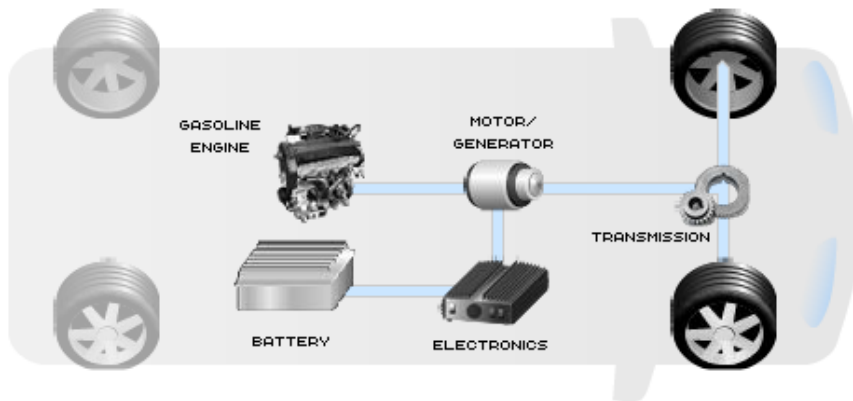 GASOLINE
ENGINE
MOTOR/
GENERATOR
TRANSMISSION
BATTERY
ELECTRONICS